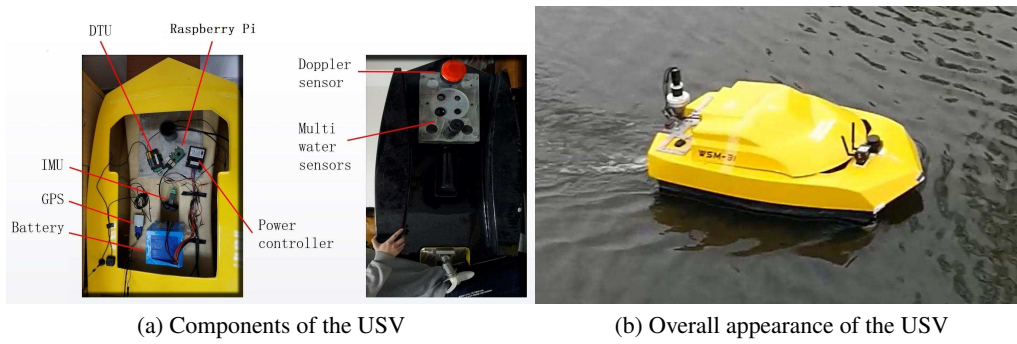 DTU
Raspberry Pi
IMU
GPS
Battery
Power
controller
Doppler
sensor
Multi
water
sensors
WSM-31
(a) Components of the USV
(b) Overall appearance of the USV